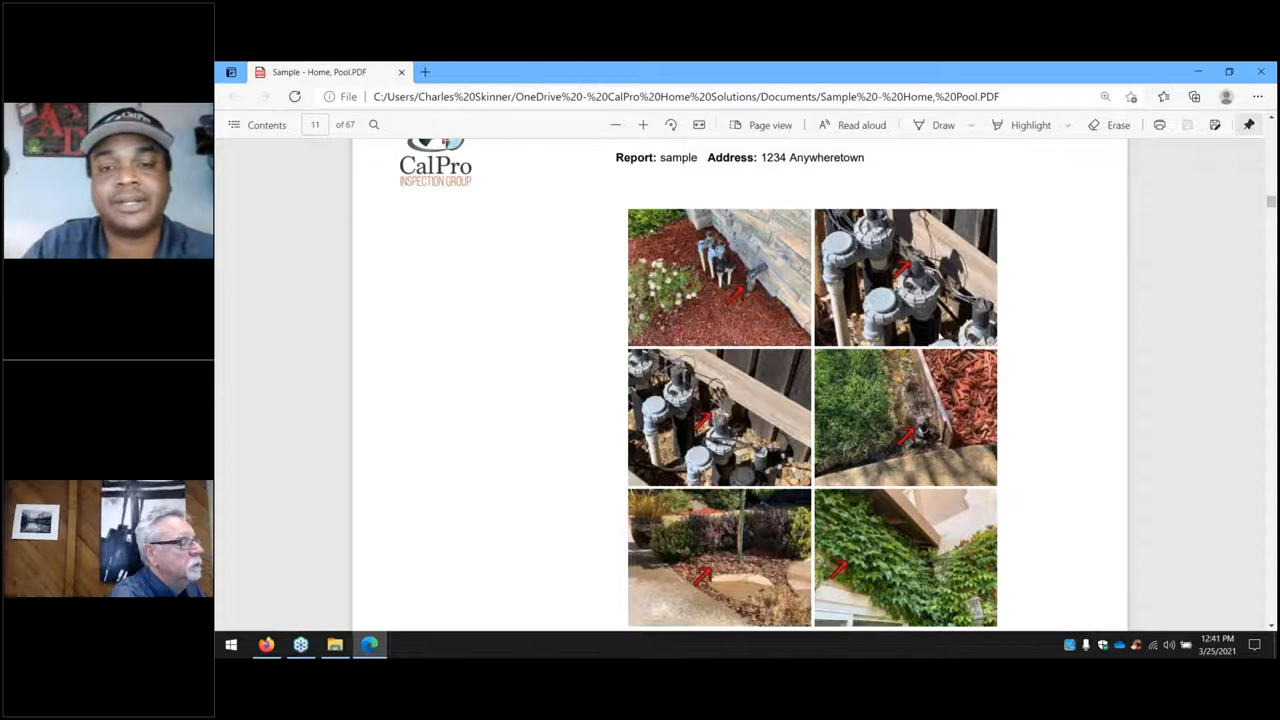 AD
CalPro
Sample - Home, Pool.PDF
File
C:/Users/Charles%20Skinner/OneDrive%20-%20CalPro%20Home%20Solutions/Documents/Sample%20-%20Home,%20Pool.PDF
Contents
11
of 67
Page view
Read aloud
Draw
Highlight
Erase
CalPro
INSPECTION GROUP
Report: sample Address: 1234 Anywheretown
12:41 PM
3/25/2021